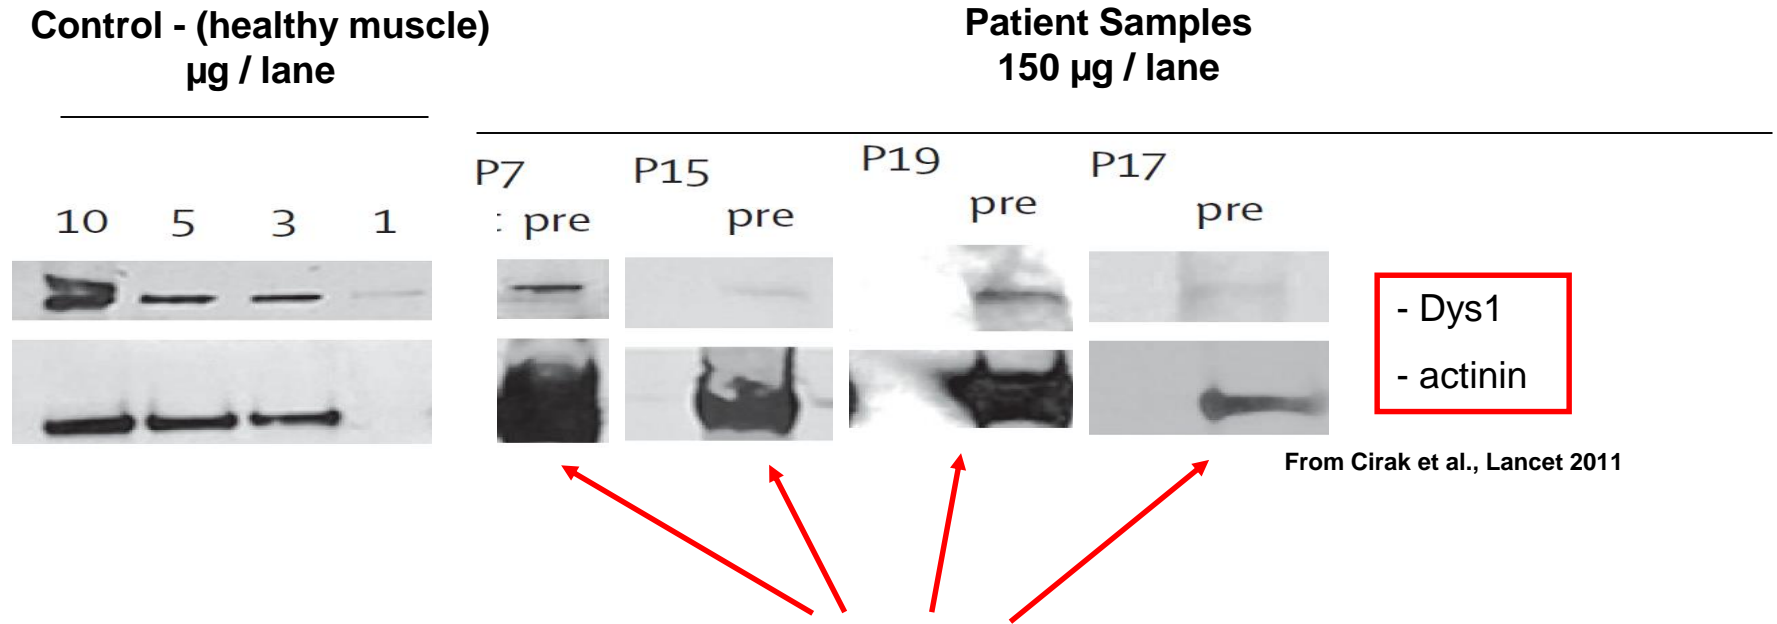 Control - (healthy muscle)
µg / lane
Patient Samples
150 µg / lane
10 5 3 1
P7
: pre
P15
pre
P19
pre
P17
pre
- Dys1
- actinin
From Cirak et al., Lancet 2011